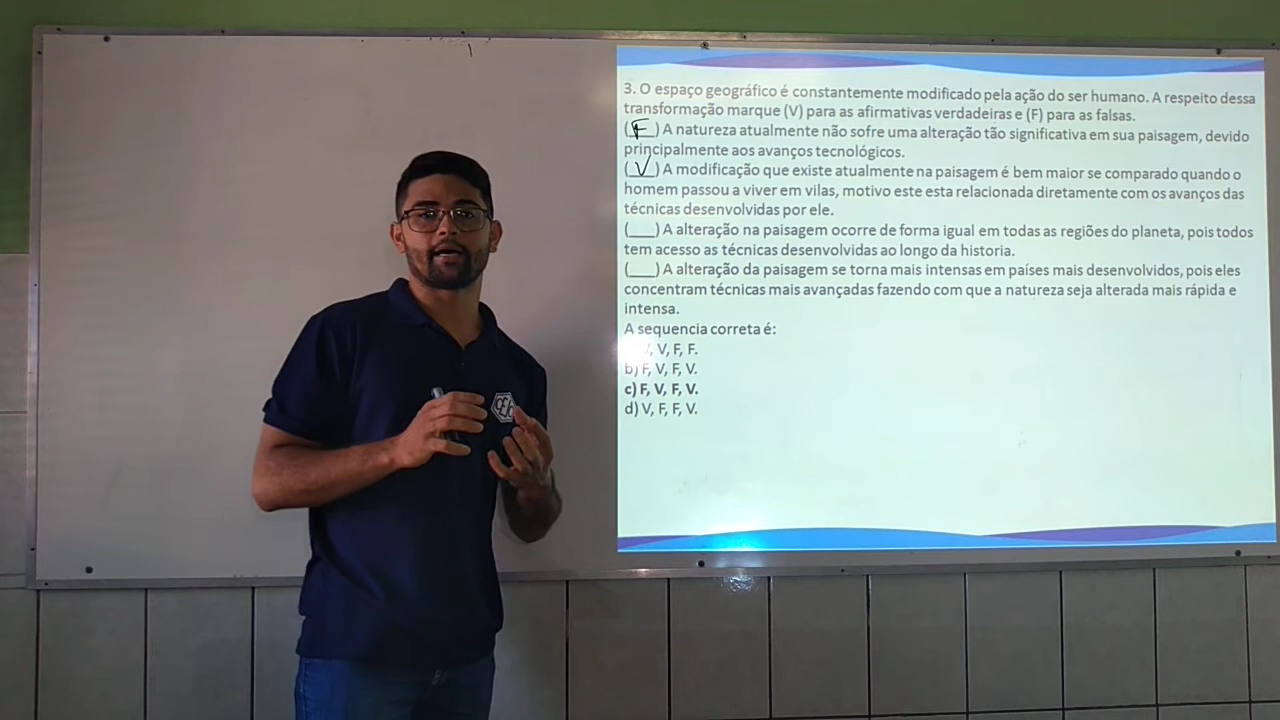 3. O espaço geográfico é constantemente modificado pela ação do ser humano. A respeito dessa
transformação marque (V) para as afirmativas verdadeiras e (F) para as falsas.
(_F_) A natureza atualmente não sofre uma alteração tão significativa em sua paisagem, devido
principalmente aos avanços tecnológicos.
(_V_) A modificação que existe atualmente na paisagem é bem maior se comparado quando o
homem passou a viver em vilas, motivo este esta relacionada diretamente com os avanços das
técnicas desenvolvidas por ele.
(___) A alteração na paisagem ocorre de forma igual em todas as regiões do planeta, pois todos
tem acesso as técnicas desenvolvidas ao longo da historia.
(___) A alteração da paisagem se torna mais intensas em países mais desenvolvidos, pois eles
concentram técnicas mais avançadas fazendo com que a natureza seja alterada mais rápida e
intensa.
A sequencia correta é:
V, F, F.
b) F, V, F, V.
c) F, V, F, V.
d) V, F, F, V.